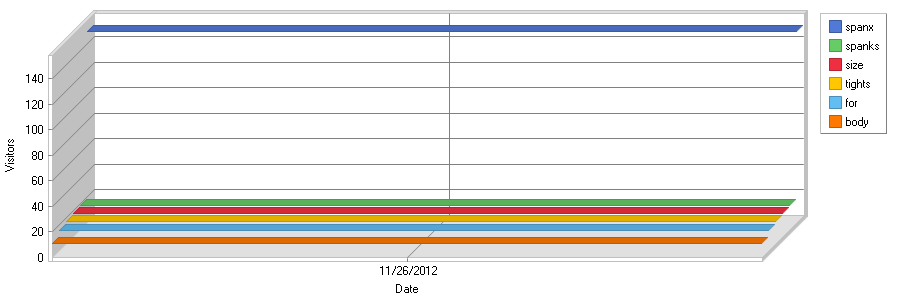 spanx
spanks
size
tights
for
body
Visitors
140
120
100
80
60
40
20
0
11/26/2012
Date